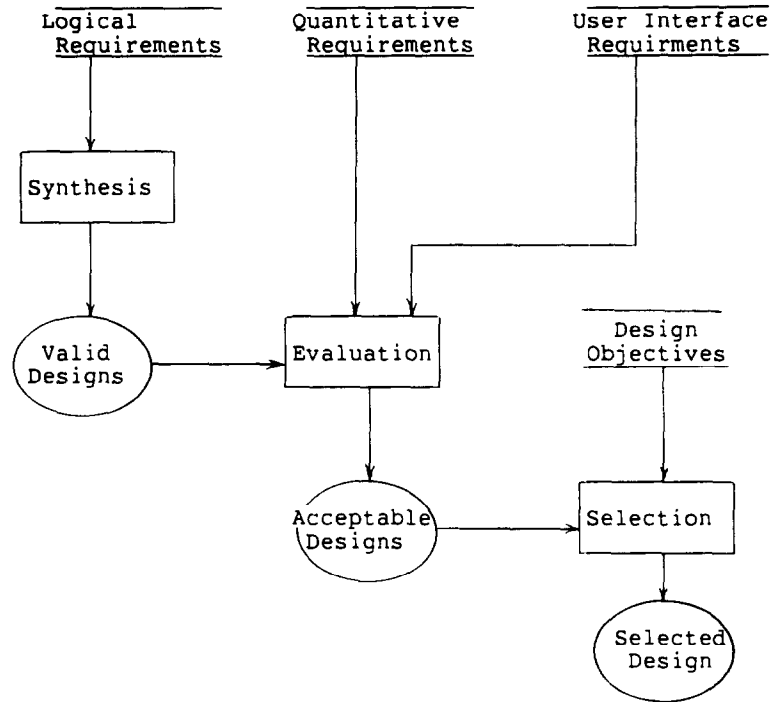 Logical
Requirements
Quantitative
Requirements
User Interface
Requirments
Synthesis
Valid
Designs
Evaluation
Design
Objectives
Acceptable
Designs
Selection
Selected
Design